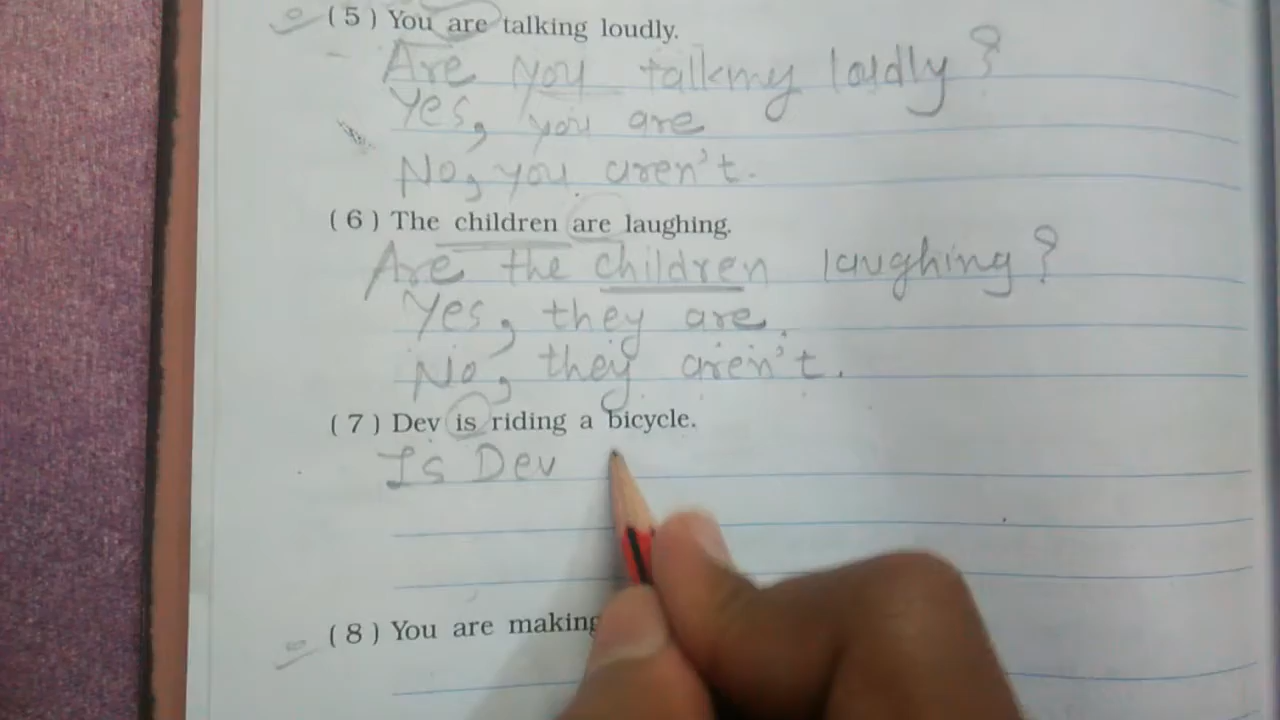 (5) You are talking loudly.
Are you talking loudly?
Yes, you are
No, you aren't.
(6) The children are laughing.
Are the children laughing?
Yes, they are.
No, they aren't.
(7) Dev is riding a bicycle.
Is Dev
(8) You are making